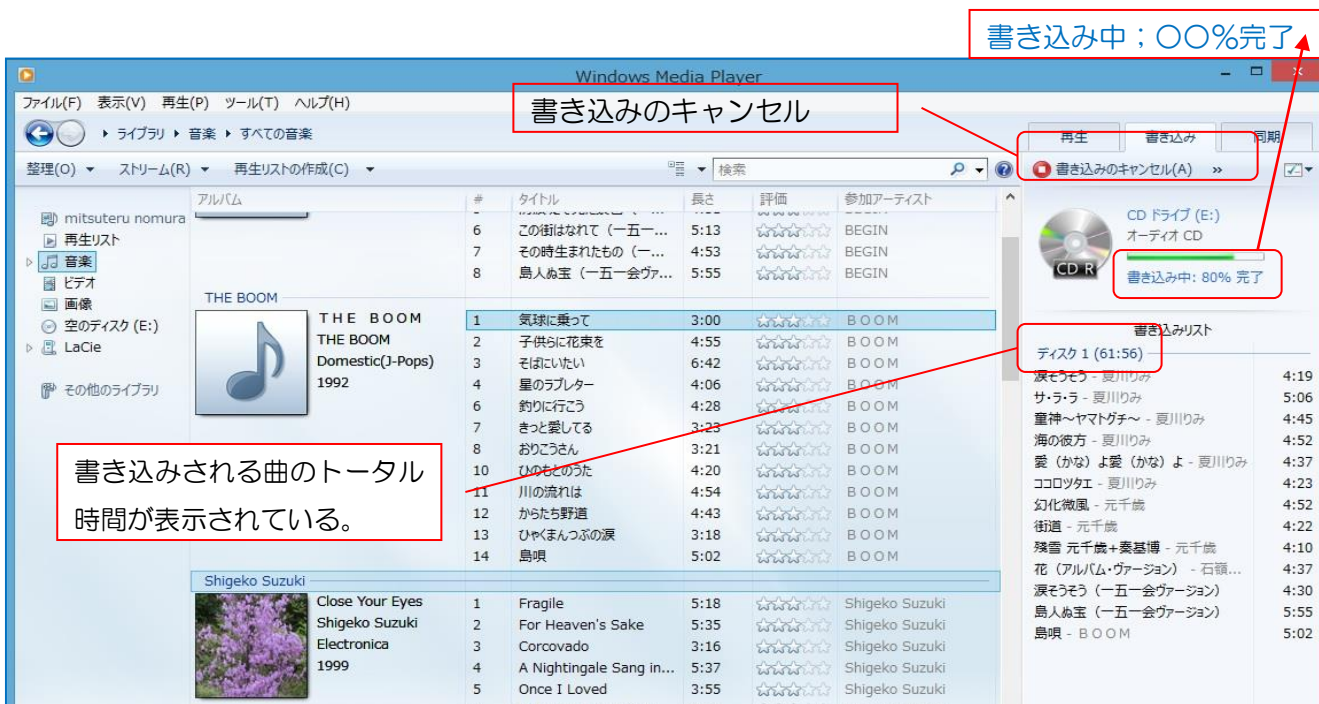 書き込み中；〇〇％完了
Windows Media Player
ファイル(F) 表示(V) 再生(P) ツール(T) ヘルプ(H)
書き込みのキャンセル
ライブラリ 音楽 すべての音楽
再生 書き込み 同期
整理(O) ストリーム(R) 再生リストの作成(C) 検索
書き込みのキャンセル(A) »
アルバム # タイトル 長さ 評価 参加アーティスト
mitsuteru nomura
再生リスト
音楽
ビデオ
画像
空のディスク (E:)
LaCie
その他のライブラリ
6 この街はなれて（一五一... 5:13 BEGIN
7 その時生まれたもの（一... 4:53 BEGIN
8 島人ぬ宝（一五一会ヴァ... 5:55 BEGIN
THE BOOM
ＴＨＥ ＢＯＯＭ
THE BOOM
Domestic(J-Pops)
1992
1 気球に乗って 3:00 ＢＯＯＭ
2 子供らに花束を 4:55 ＢＯＯＭ
3 そばにいたい 6:42 ＢＯＯＭ
4 星のラブレター 4:06 ＢＯＯＭ
6 釣りに行こう 4:28 ＢＯＯＭ
7 きっと愛してる 3:23 ＢＯＯＭ
8 おりこうさん 3:21 ＢＯＯＭ
10 ひのもとのうた 4:20 ＢＯＯＭ
11 川の流れは 4:54 ＢＯＯＭ
12 からたち野道 4:43 ＢＯＯＭ
13 ひゃくまんつぶの涙 3:18 ＢＯＯＭ
14 島唄 5:02 ＢＯＯＭ
書き込みされる曲のトータル
時間が表示されている。
Shigeko Suzuki
Close Your Eyes
Shigeko Suzuki
Electronica
1999
1 Fragile 5:18 Shigeko Suzuki
2 For Heaven's Sake 5:35 Shigeko Suzuki
3 Corcovado 3:16 Shigeko Suzuki
4 A Nightingale Sang in... 5:37 Shigeko Suzuki
5 Once I Loved 3:55 Shigeko Suzuki
CD ドライブ (E:)
オーディオ CD
CD R
書き込み中: 80% 完了
書き込みリスト
ディスク 1 (61:56)
涙そうそう - 夏川りみ 4:19
サ・ラ・ラ - 夏川りみ 5:06
童神～ヤマトグチ～ - 夏川りみ 4:45
海の彼方 - 夏川りみ 4:52
愛（かな）よ愛（かな）よ - 夏川りみ 4:37
ココロツタエ - 夏川りみ 4:23
幻化微風 - 元千歳 4:52
街道 - 元千歳 4:22
残雪 元千歳+秦基博 - 元千歳 4:10
花（アルバム・ヴァージョン） - 石嶺... 4:37
涙そうそう（一五一会ヴァージョン） 4:30
島人ぬ宝（一五一会ヴァージョン） 5:55
島唄 - ＢＯＯＭ 5:02